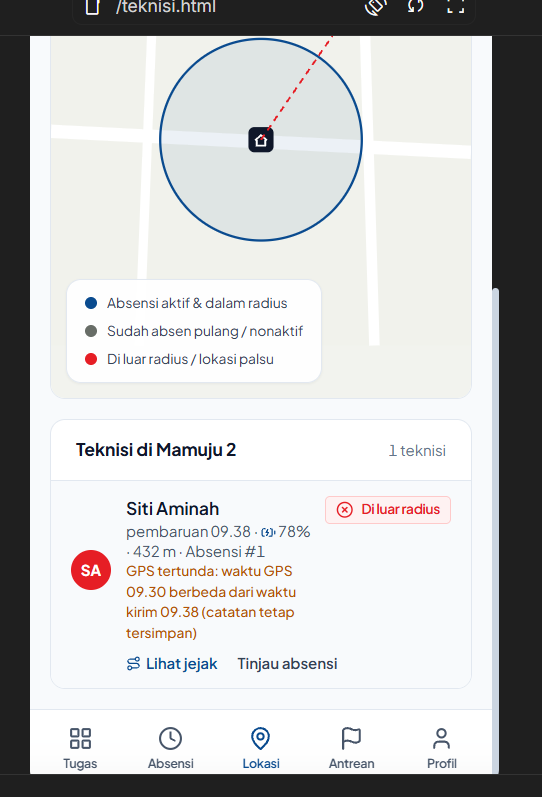 /teknisi.html
Absensi aktif & dalam radius
Sudah absen pulang / nonaktif
Di luar radius / lokasi palsu
Teknisi di Mamuju 2
1 teknisi
Siti Aminah
Di luar radius
pembaruan 09.38 · 78%
· 432 m · Absensi #1
SA
GPS tertunda: waktu GPS
09.30 berbeda dari waktu
kirim 09.38 (catatan tetap
tersimpan)
Lihat jejak
Tinjau absensi
Tugas
Absensi
Lokasi
Antrean
Profil